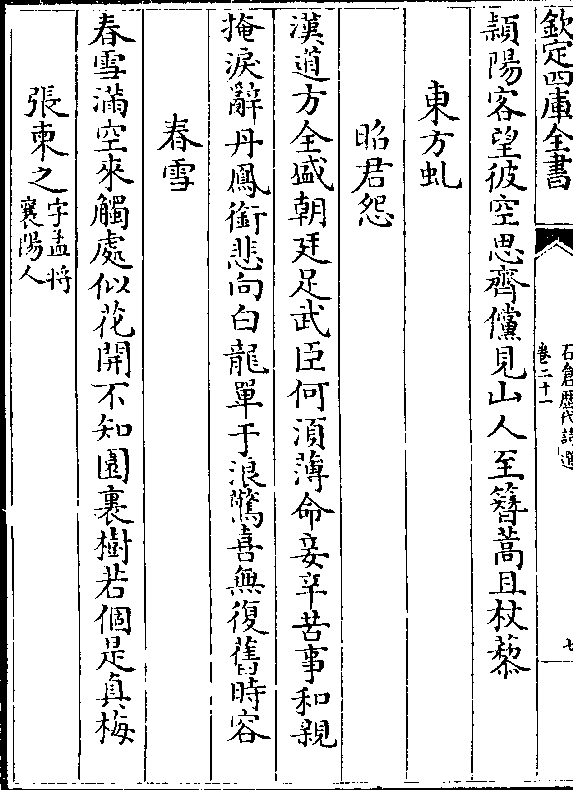 欽定四庫全書
石倉歷代詩選
卷二十一
七
潁陽客望彼空思齊儻見山人至簪蒿且杖藜
東方虬
昭君怨
漢道方全盛朝廷足武臣何須薄命妾辛苦事和親
掩淚辭丹鳳銜悲向白龍單于浪驚喜無復舊時容
春雪
春雪滿空來觸處似花開不知園裏樹若個是真梅
張柬之字孟將
襄陽人